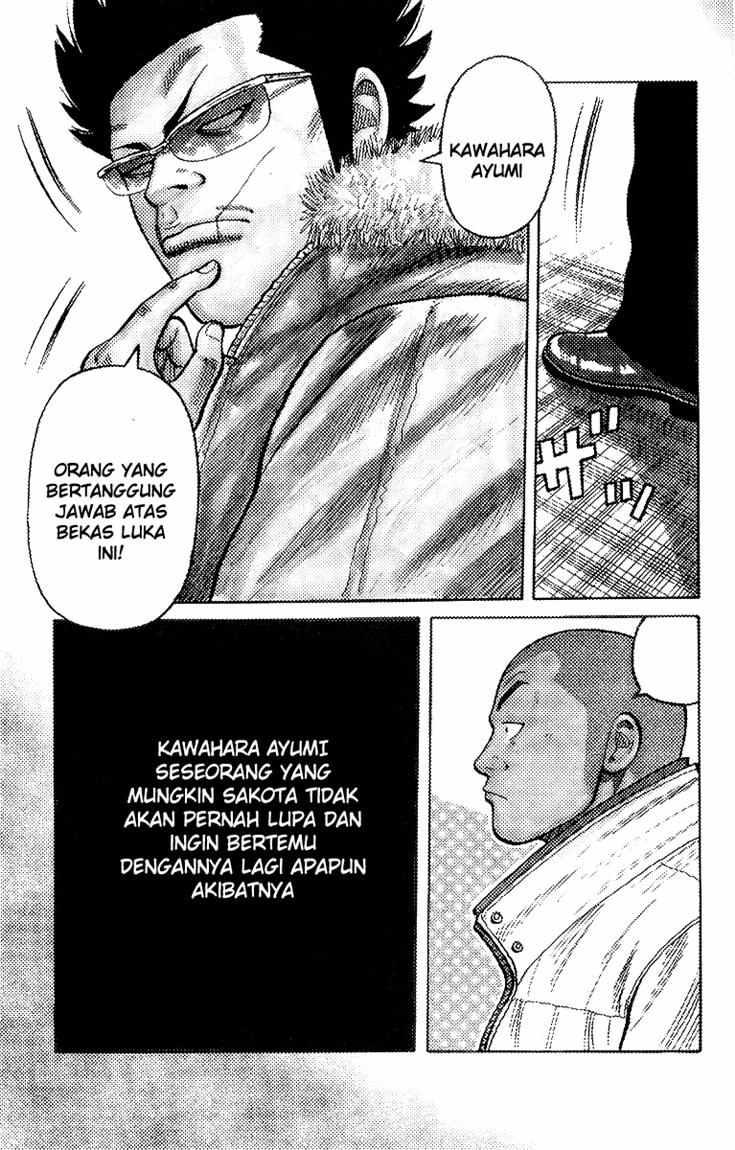 KAWAHARA
AYUMI
ORANG YANG
BERTANGGUNG
JAWAB ATAS
BEKAS LUKA
INI!
ザッ
ッ
KAWAHARA AYUMI
SESEORANG YANG
MUNGKIN SAKOTA TIDAK
AKAN PERNAH LUPA DAN
INGIN BERTEMU
DENGANNYA LAGI APAPUN
AKIBATNYA